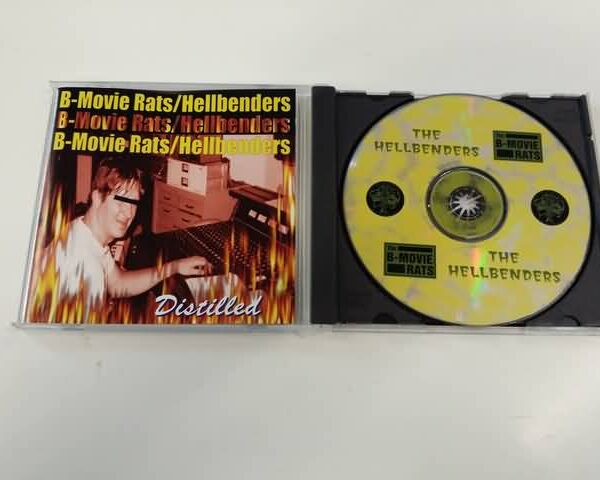 B-Movie Rats/Hellbenders
B-Movie Rats/Hellbenders
B-Movie Rats/Hellbenders
Distilled
THE
HELLBENDERS
The
B-MOVIE
RATS
The
B-MOVIE
RATS
THE
HELLBENDERS